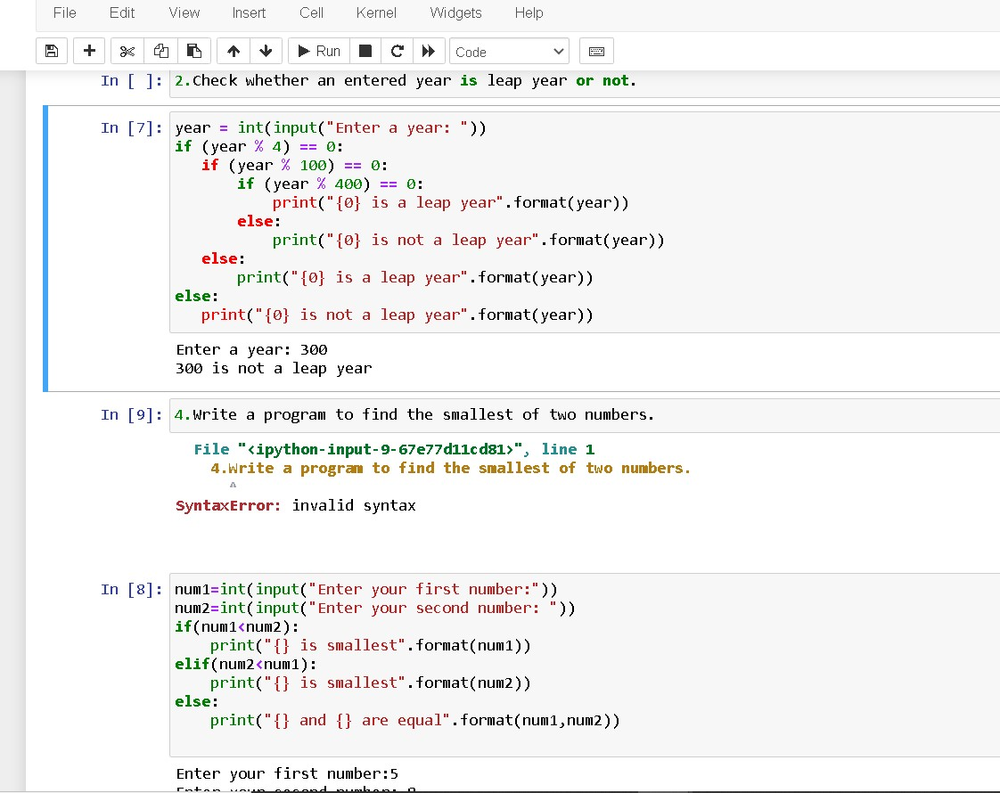 File Edit View Insert Cell Kernel Widgets Help
Run Code
In [ ]: 2.Check whether an entered year is leap year or not.
In [7]: year = int(input("Enter a year: "))
if (year % 4) == 0:
if (year % 100) == 0:
if (year % 400) == 0:
print("{0} is a leap year".format(year))
else:
print("{0} is not a leap year".format(year))
else:
print("{0} is a leap year".format(year))
else:
print("{0} is not a leap year".format(year))
Enter a year: 300
300 is not a leap year
In [9]: 4.Write a program to find the smallest of two numbers.
File "<ipython-input-9-67e77d11cd81>", line 1
4.Write a program to find the smallest of two numbers.
^
SyntaxError: invalid syntax
In [8]: num1=int(input("Enter your first number:"))
num2=int(input("Enter your second number: "))
if(num1<num2):
print("{} is smallest".format(num1))
elif(num2<num1):
print("{} is smallest".format(num2))
else:
print("{} and {} are equal".format(num1,num2))
Enter your first number:5
Enter your second number: